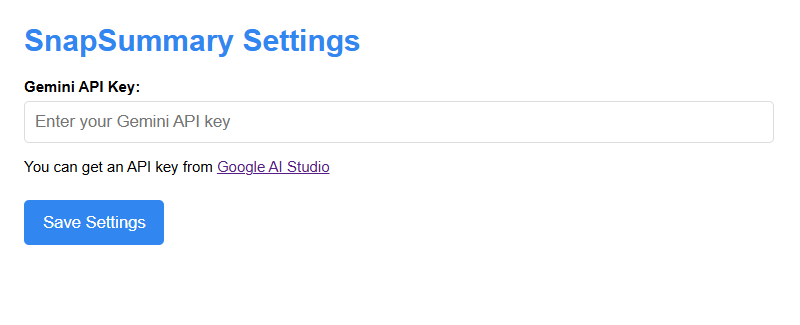 SnapSummary Settings
Gemini API Key:
Enter your Gemini API key
You can get an API key from Google AI Studio
Save Settings